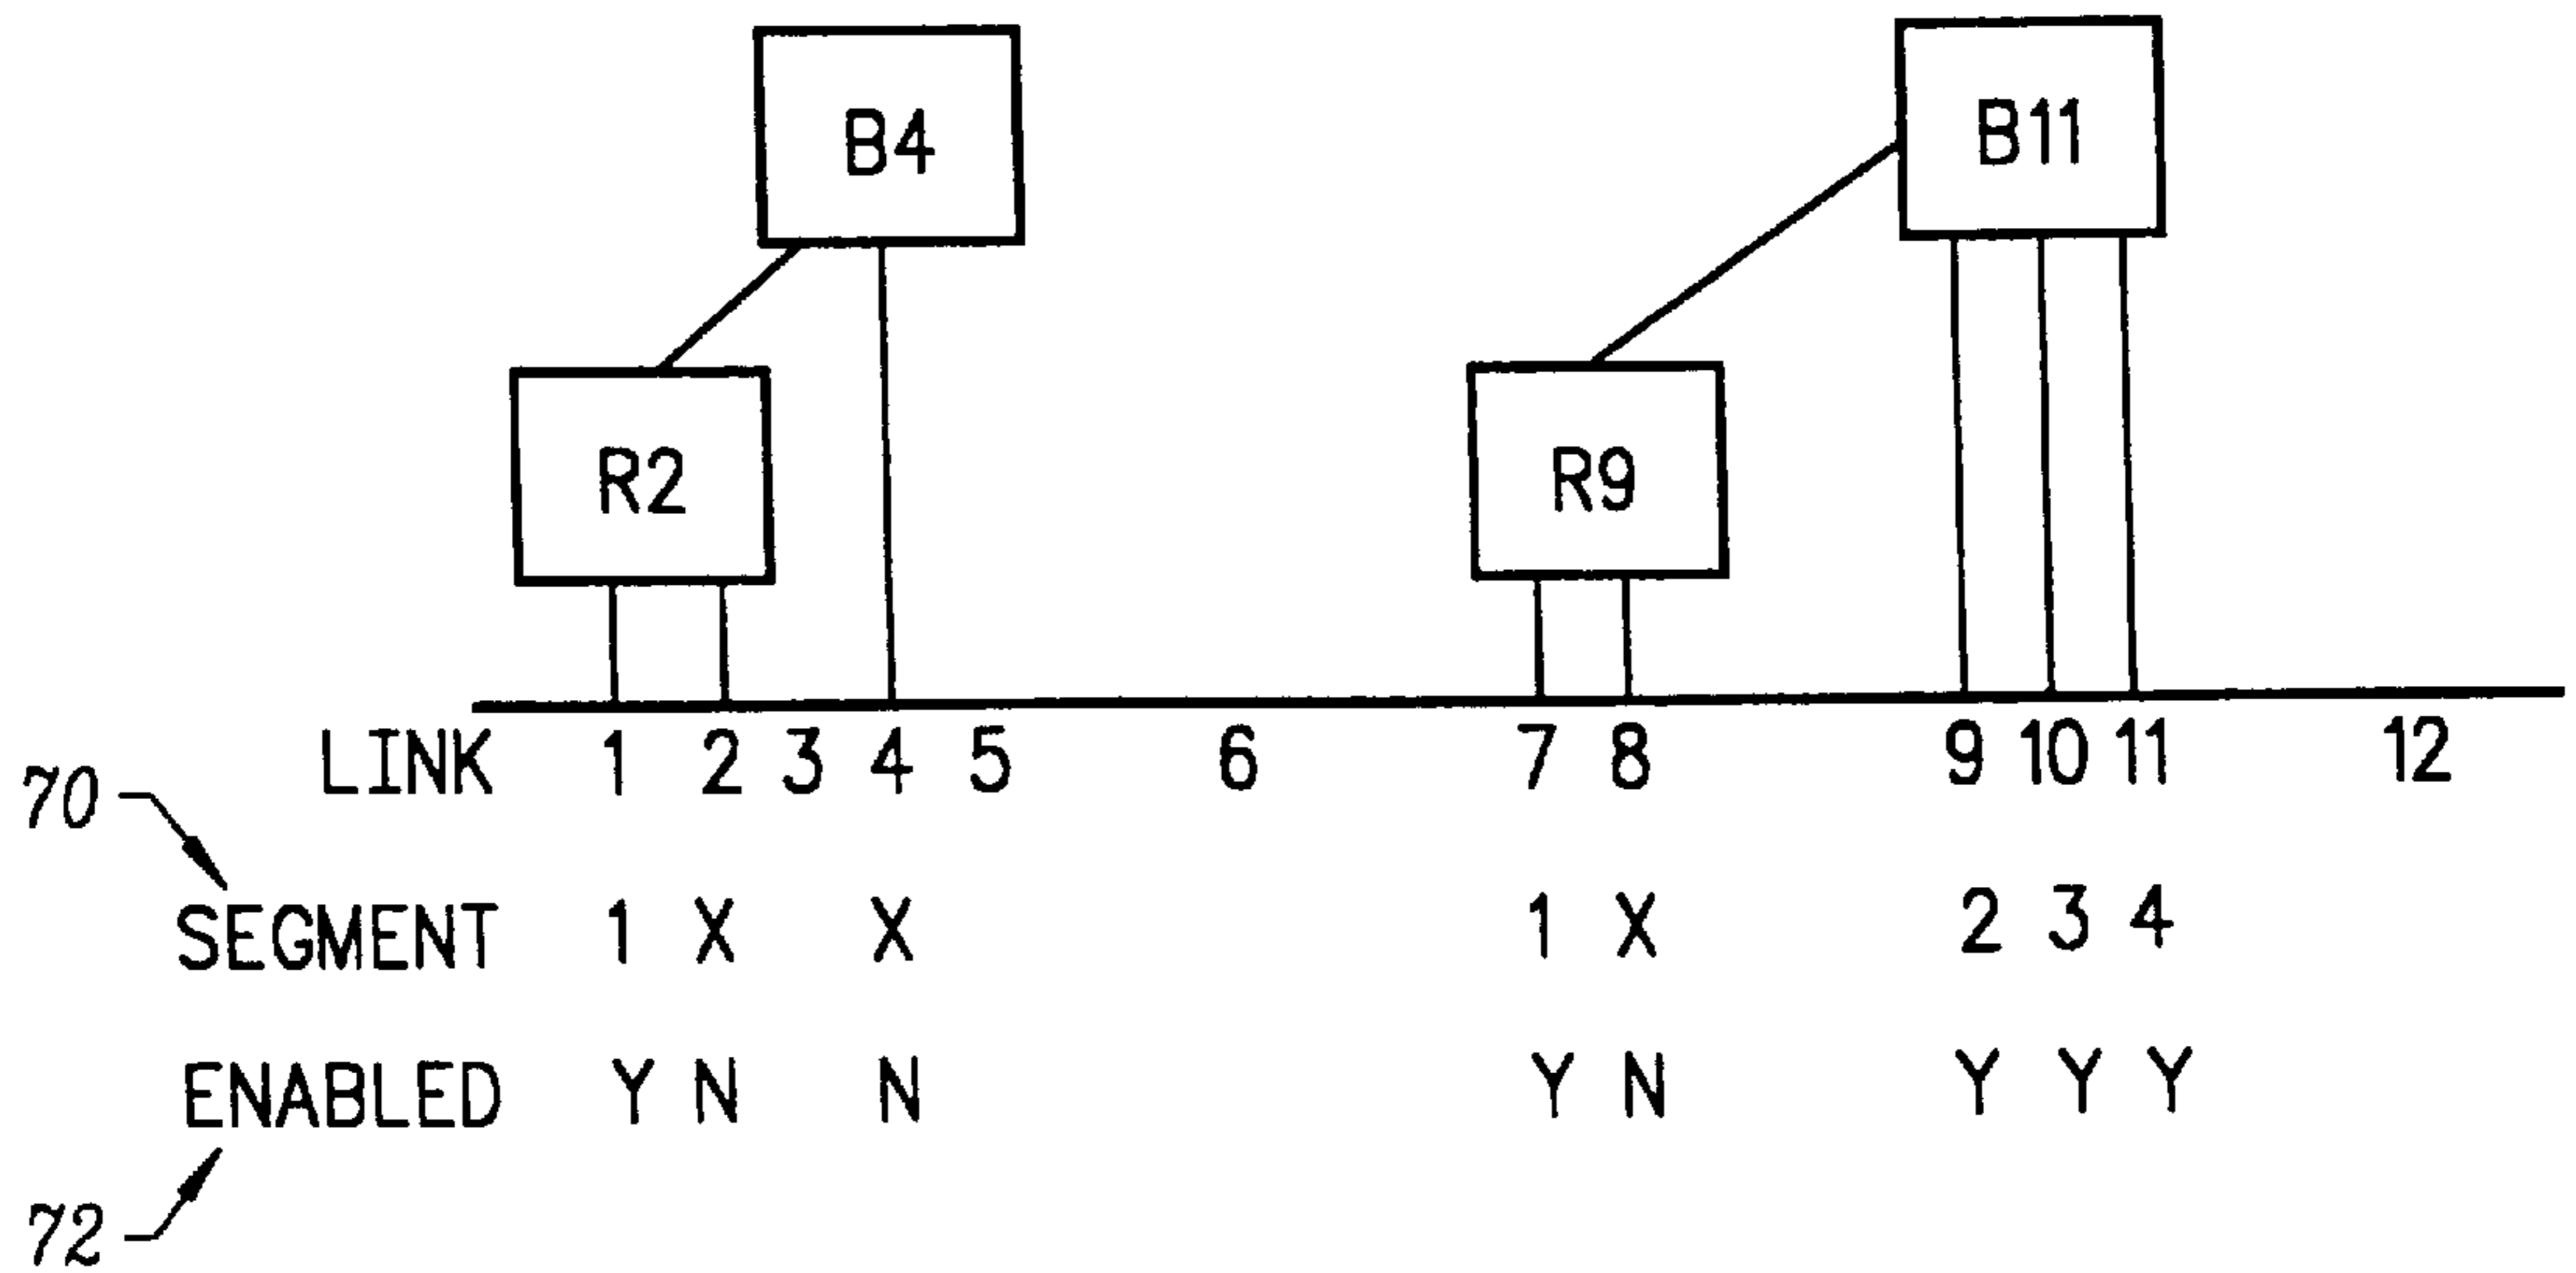 B4 B11
R2 R9
LINK 1 2 3 4 5 6 7 8 9 10 11 12
70
SEGMENT 1 X X 1 X 2 3 4
ENABLED Y N N Y N Y Y Y
72